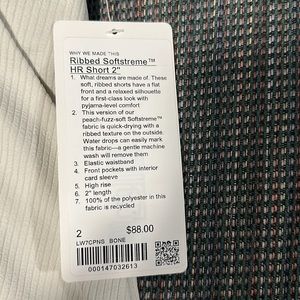 WHY WE MADE THIS
Ribbed Softstreme™
HR Short 2"
1. What dreams are made of. These
soft, ribbed shorts have a flat
front and a relaxed silhouette
for a first-class look with
pyjama-level comfort
2. This version of our
peach-fuzz-soft Softstreme™
fabric is quick-drying with a
ribbed texture on the outside.
Water drops can easily mark
this fabric—a gentle machine
wash will remove them
3. Elastic waistband
4. Front pockets with interior
card sleeve
5. High rise
6. 2" length
7. 100% of the polyester in this
fabric is recycled
2 $88.00
LW7CPNS BONE
000147032613